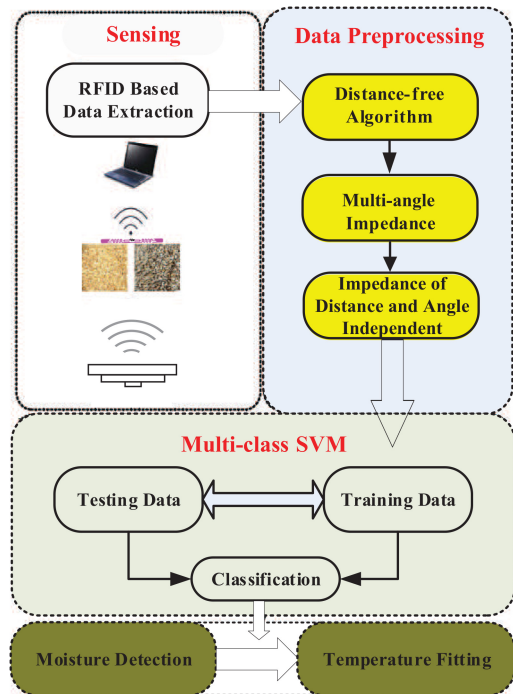 Sensing
RFID Based
Data Extraction
Data Preprocessing
Distance-free
Algorithm
Multi-angle
Impedance
Impedance of
Distance and Angle
Independent
Multi-class SVM
Testing Data
Training Data
Classification
Moisture Detection
Temperature Fitting